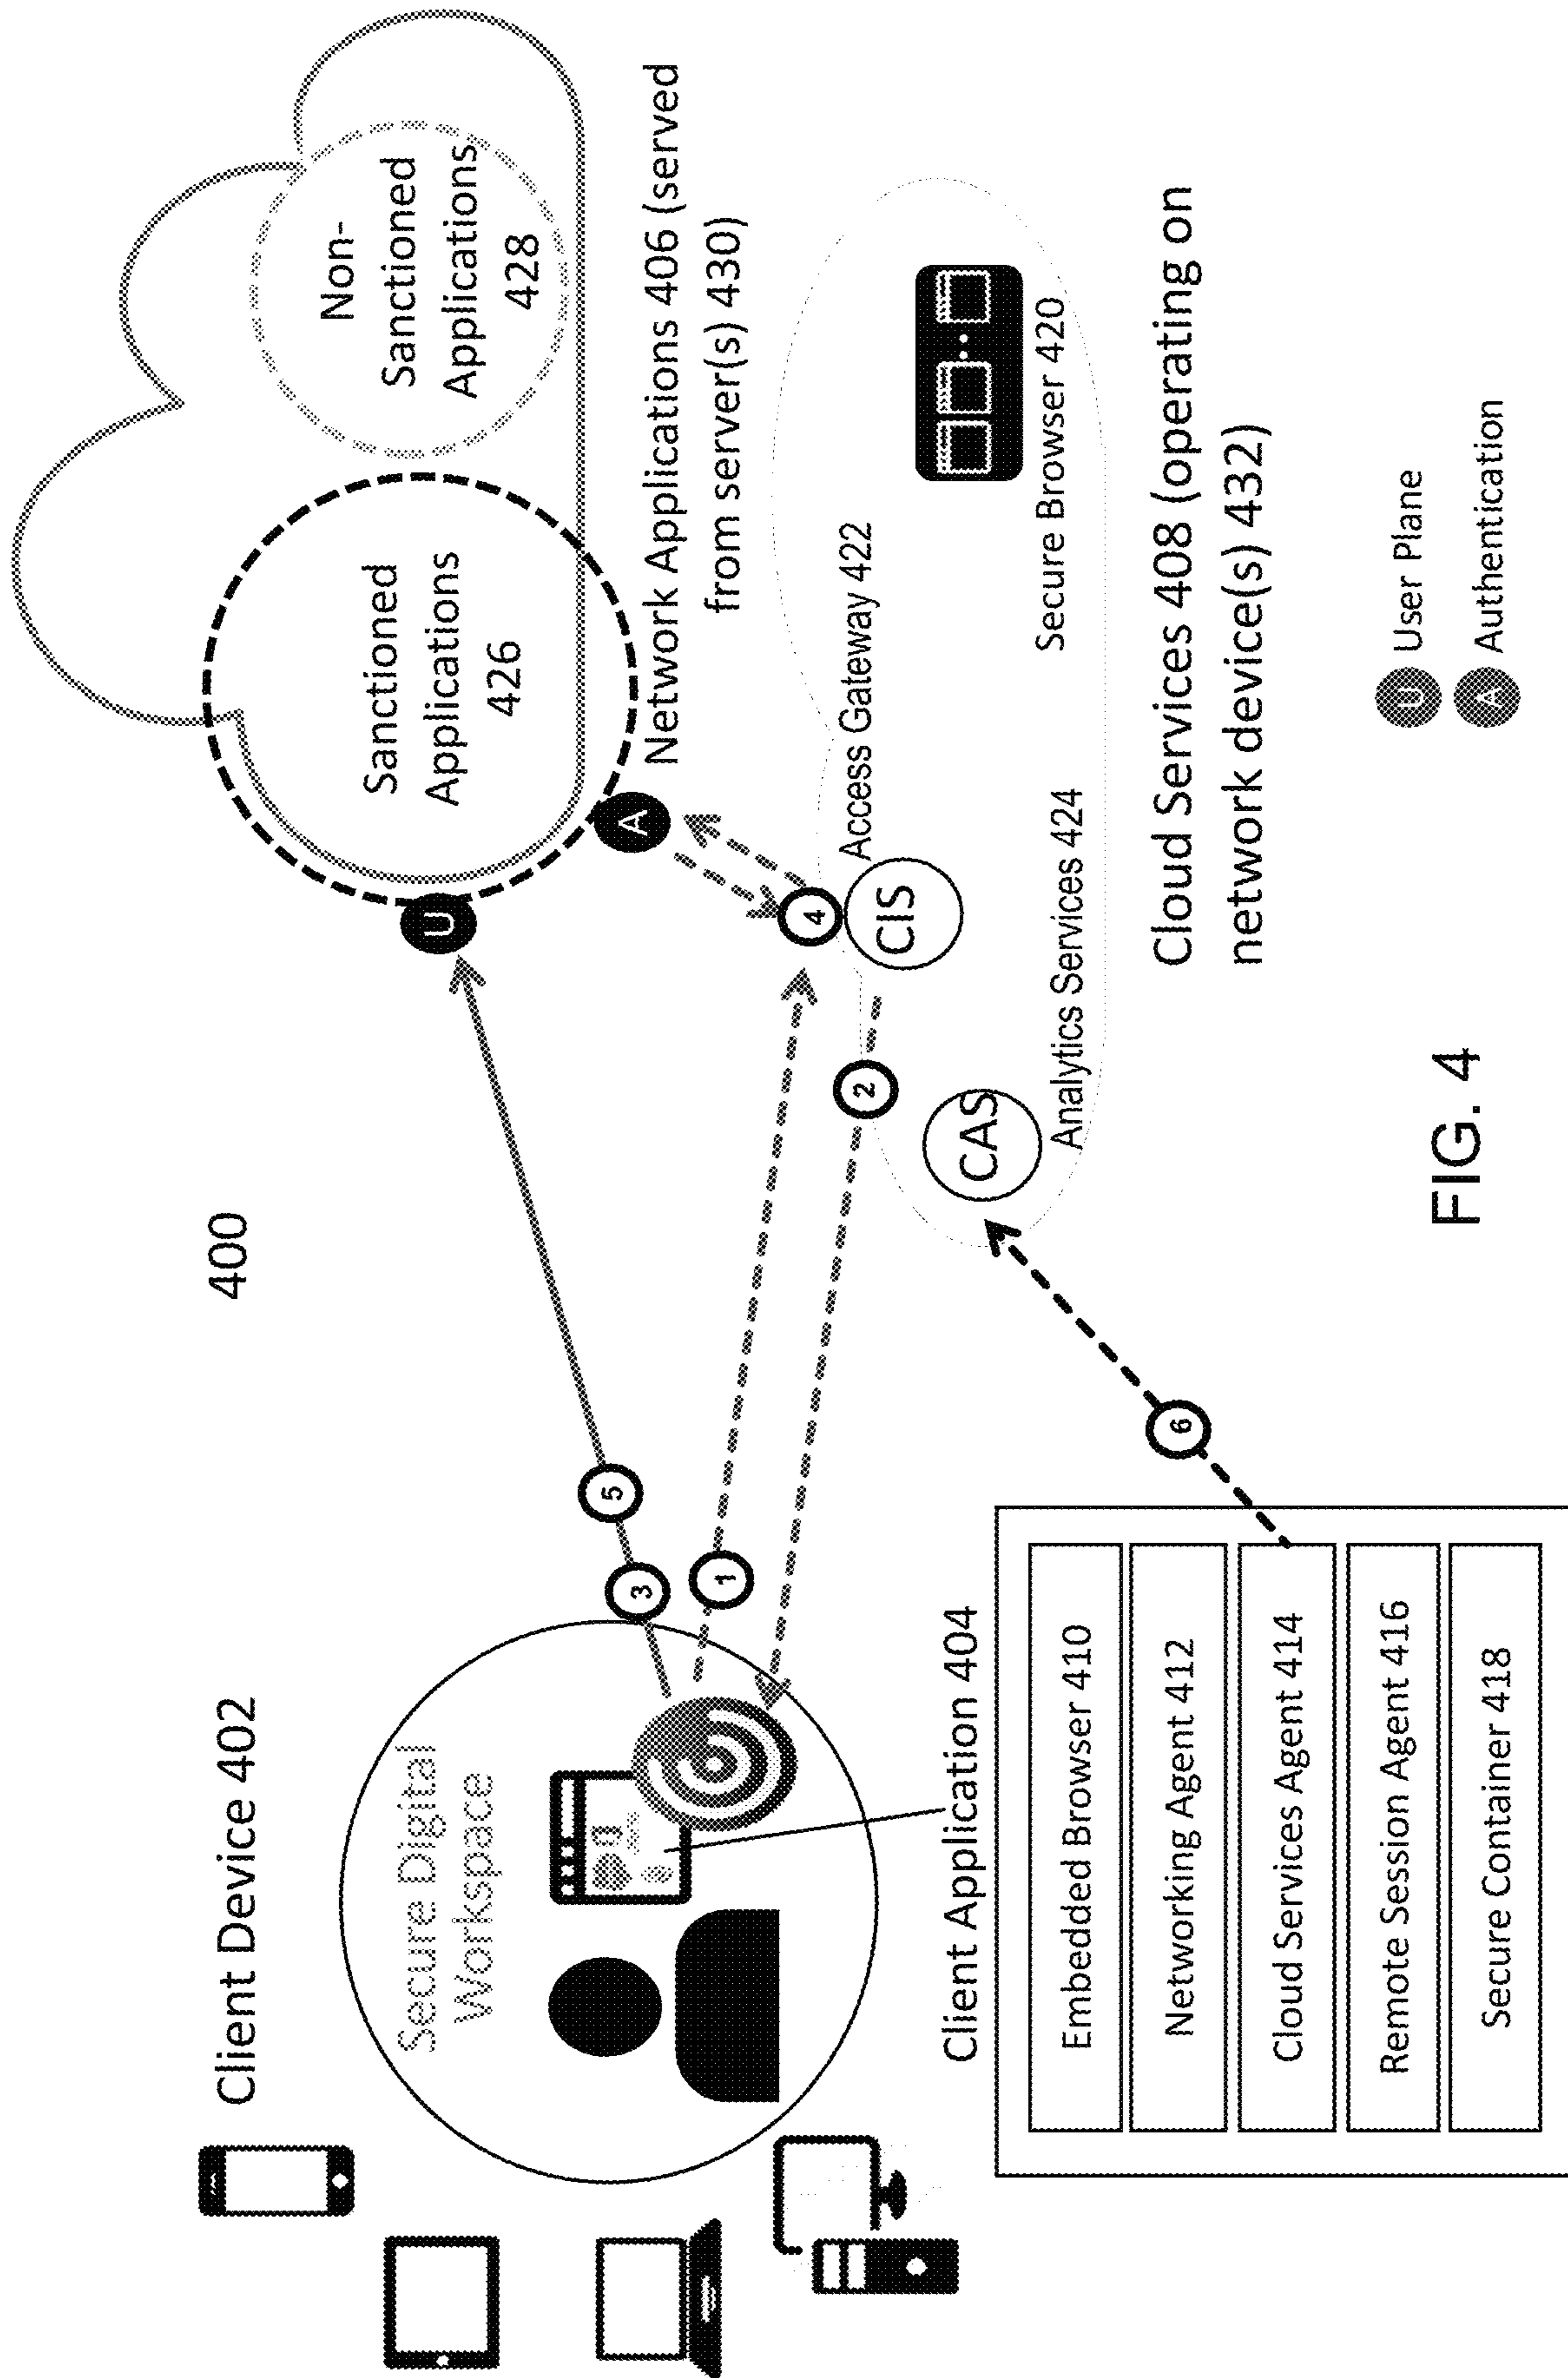 400
Client Device 402
Secure Digital
Workspace
3
5
1
2
4
6
U
A
Sanctioned
Applications
426
Non-
Sanctioned
Applications
428
Network Applications 406 (served
from server(s) 430)
Client Application 404
Embedded Browser 410
Networking Agent 412
Cloud Services Agent 414
Remote Session Agent 416
Secure Container 418
CIS
Access Gateway 422
CAS
Analytics Services 424
Secure Browser 420
Cloud Services 408 (operating on
network device(s) 432)
U User Plane
A Authentication
FIG. 4